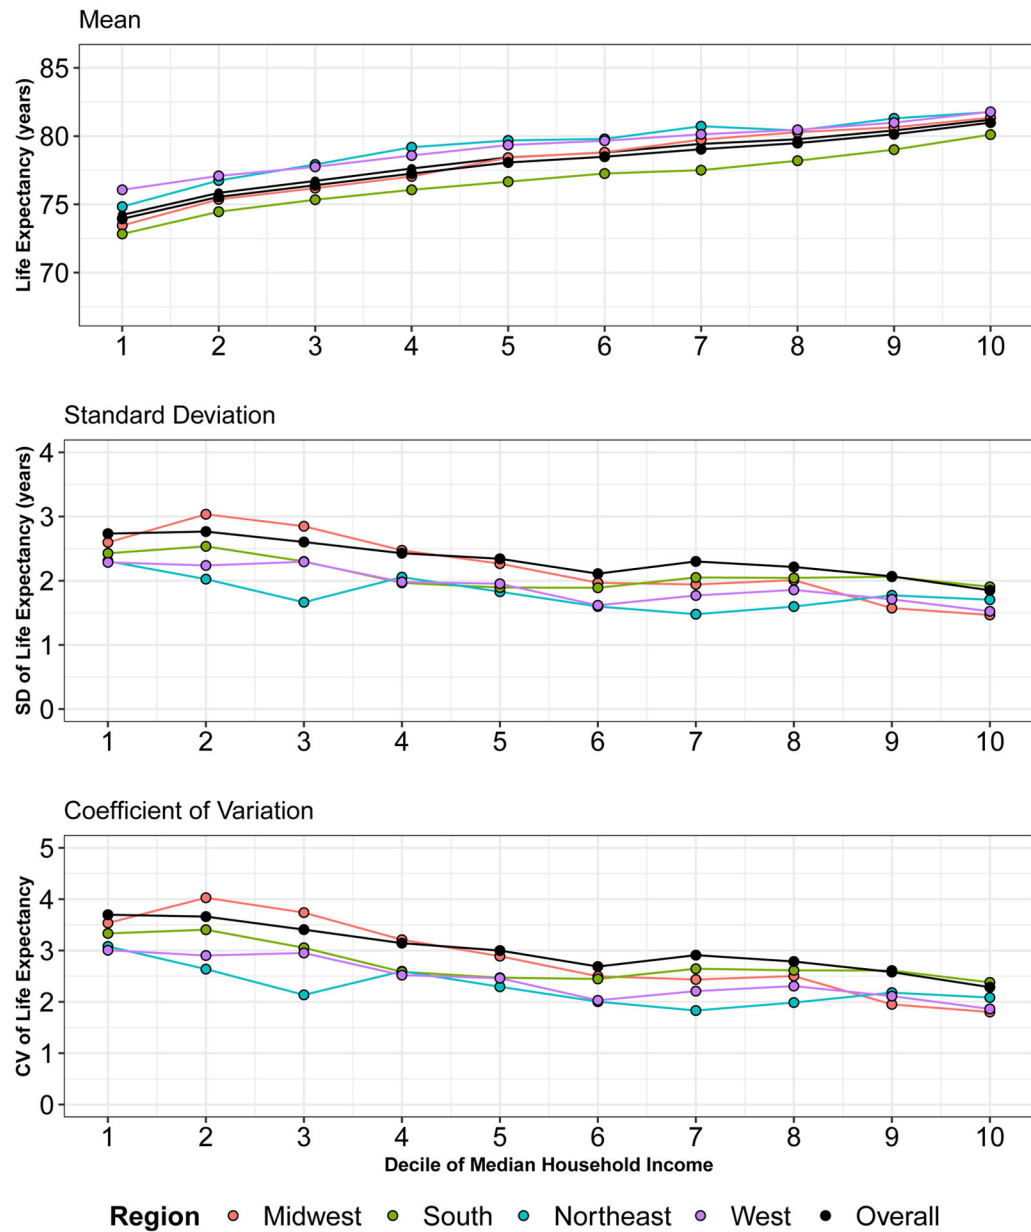 Mean
Life Expectancy (years)
85
80
75
70
1 2 3 4 5 6 7 8 9 10
Standard Deviation
SD of Life Expectancy (years)
4
3
2
1
0
1 2 3 4 5 6 7 8 9 10
Coefficient of Variation
CV of Life Expectancy
5
4
3
2
1
0
1 2 3 4 5 6 7 8 9 10
Decile of Median Household Income
Region Midwest South Northeast West Overall